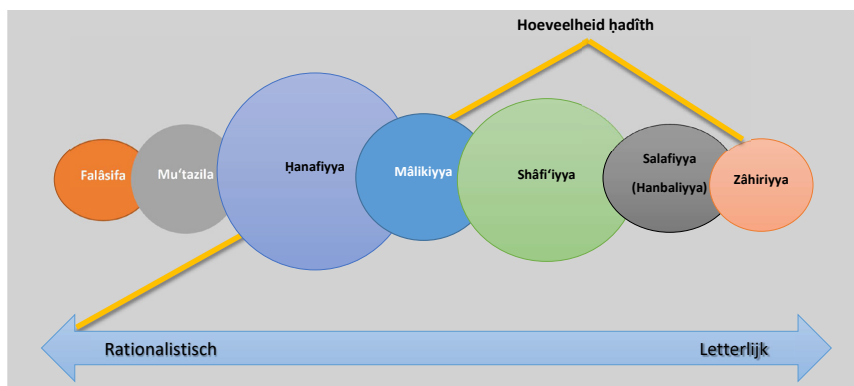 Hoeveelheid ḥadîth
Falâsifa
Mu‘tazila
Ḥanafiyya
Mâlikiyya
Shâfi‘iyya
Salafiyya
(Hanbaliyya)
Zâhiriyya
Rationalistisch
Letterlijk